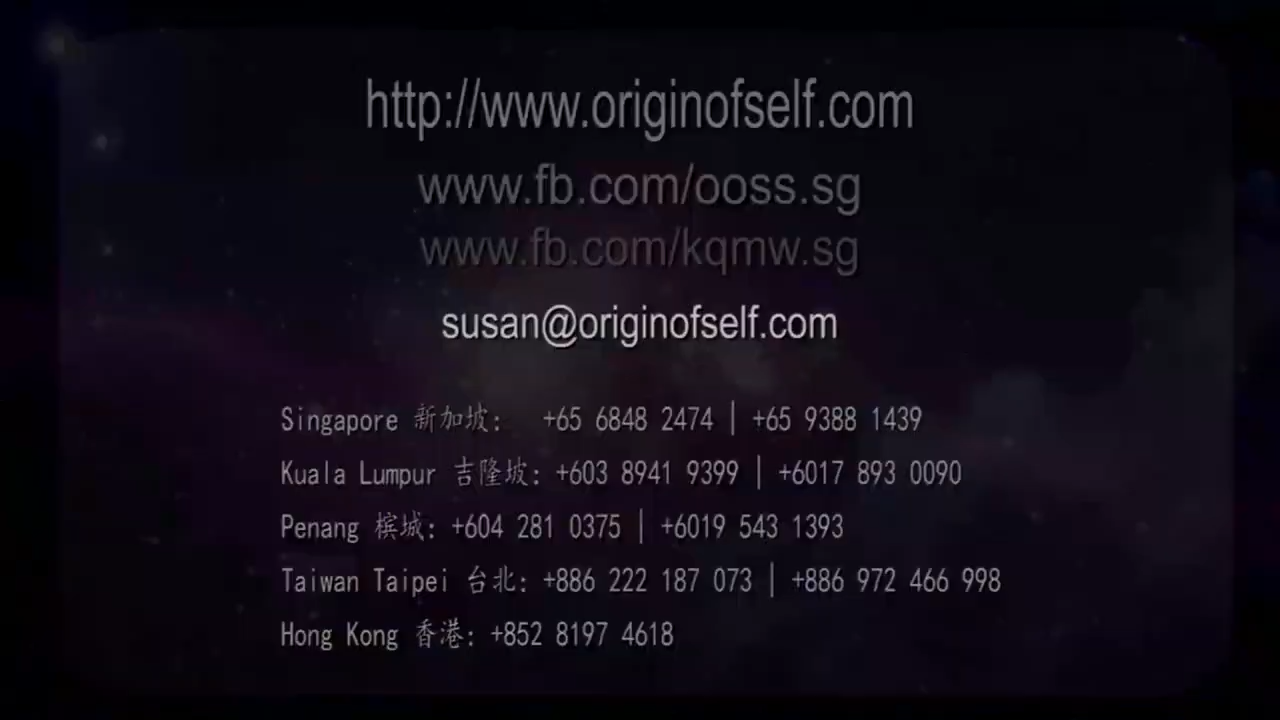 http://www.originofself.com
www.fb.com/ooss.sg
www.fb.com/kqmw.sg
susan@originofself.com
Singapore 新加坡: +65 6848 2474 | +65 9388 1439
Kuala Lumpur 吉隆坡: +603 8941 9399 | +6017 893 0090
Penang 槟城: +604 281 0375 | +6019 543 1393
Taiwan Taipei 台北: +886 222 187 073 | +886 972 466 998
Hong Kong 香港: +852 8197 4618